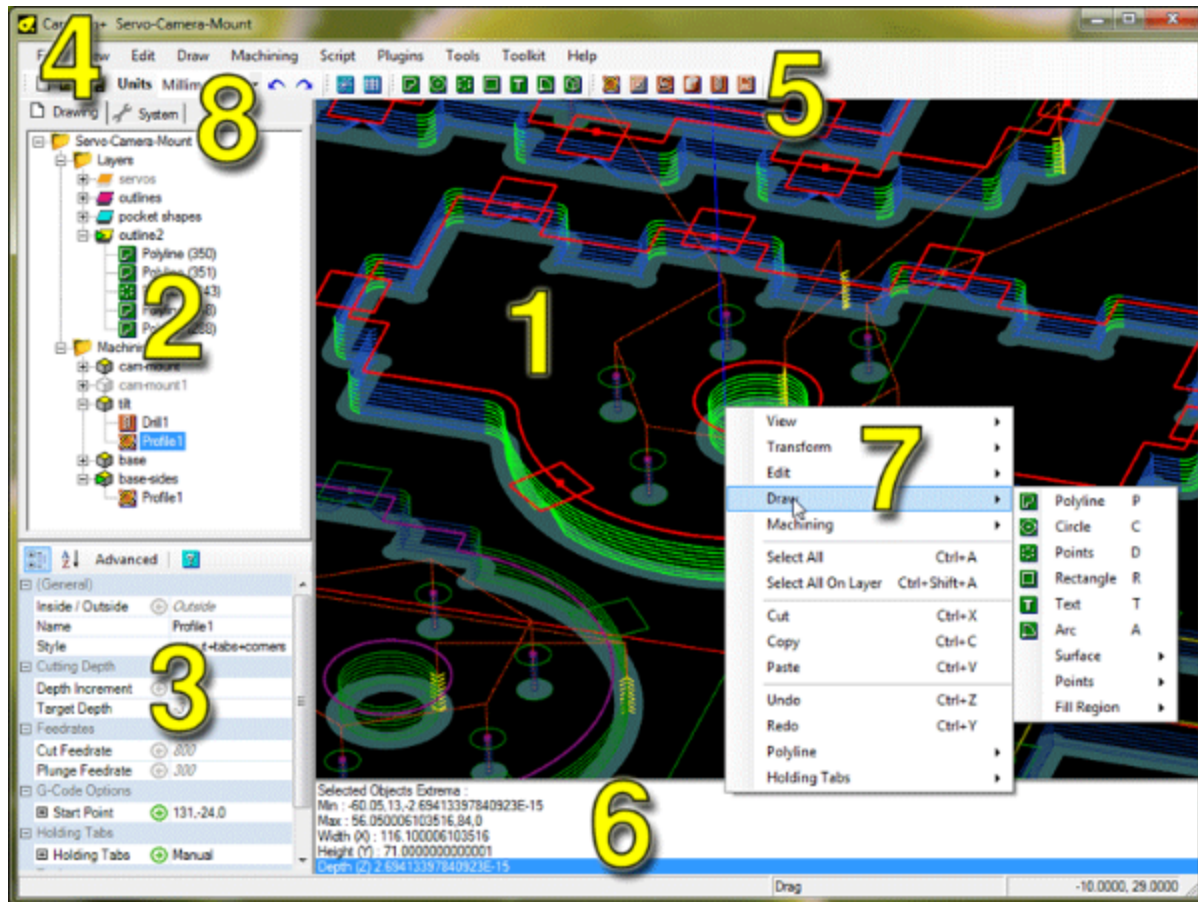 Servo-Camera-Mount
4
Edit Draw Machining Script Plugins Tools Toolkit Help
5
Units
8
Drawing System
Servo-Camera-Mount
Layers
servos
outlines
pocket shapes
outline2
Polyline (350)
Polyline (351)
2
cam-mount
cam-mount1
tilt
Drill1
Profile1
base
base-sides
Profile1
1
View
Transform
7
Edit
Draw
Machining
Select All Ctrl+A
Select All On Layer Ctrl+Shift+A
Cut Ctrl+X
Copy Ctrl+C
Paste Ctrl+V
Undo Ctrl+Z
Redo Ctrl+Y
Polyline
Holding Tabs
Polyline P
Circle C
Points D
Rectangle R
Text T
Arc A
Surface
Points
Fill Region
Advanced
(General)
Inside / Outside Outside
Name Profile1
Style
Cutting Depth
3
Depth Increment
Target Depth
Feedrates
Cut Feedrate 800
Plunge Feedrate 300
G-Code Options
Start Point 131,-24,0
Holding Tabs
Holding Tabs Manual
Selected Objects Extrema :
Min : -60.05,13,-2.69413397840923E-15
Max : 56.050006103516,84,0
Width (X) : 116.100006103516
Height (Y) : 71.0000000000001
Depth (Z) 2.69413397840923E-15
6
Drag -10.0000, 29.0000